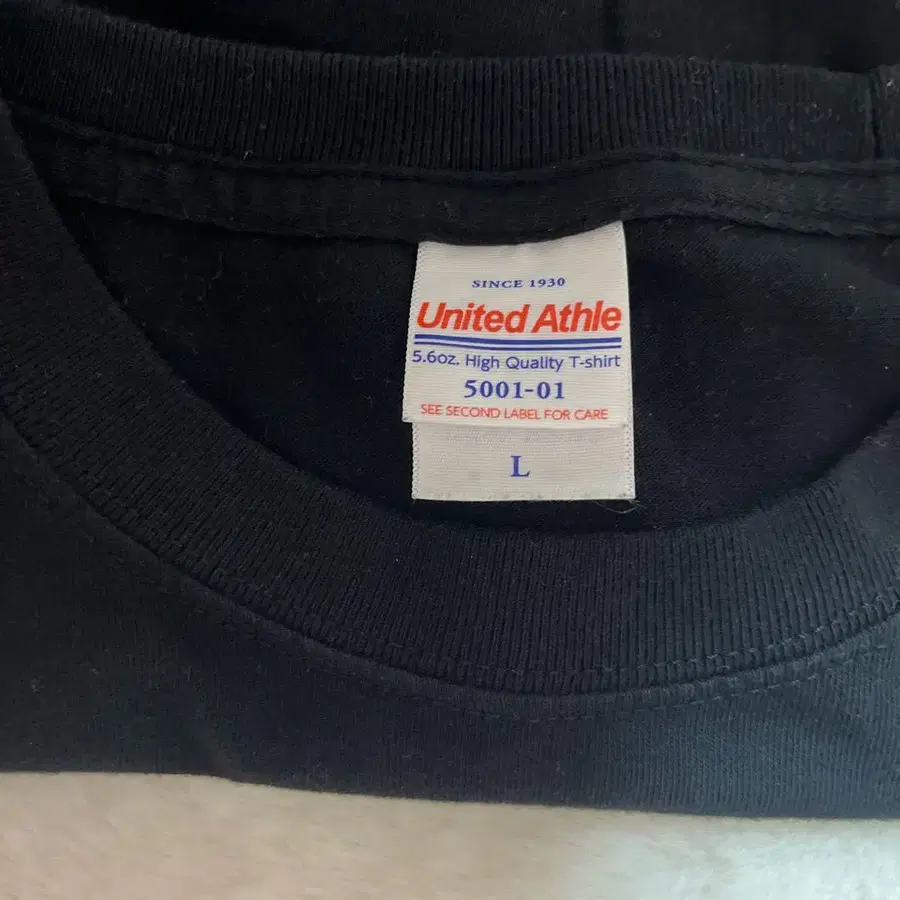 SINCE 1930
United Athle
5.6oz. High Quality T-shirt
5001-01
SEE SECOND LABEL FOR CARE
L